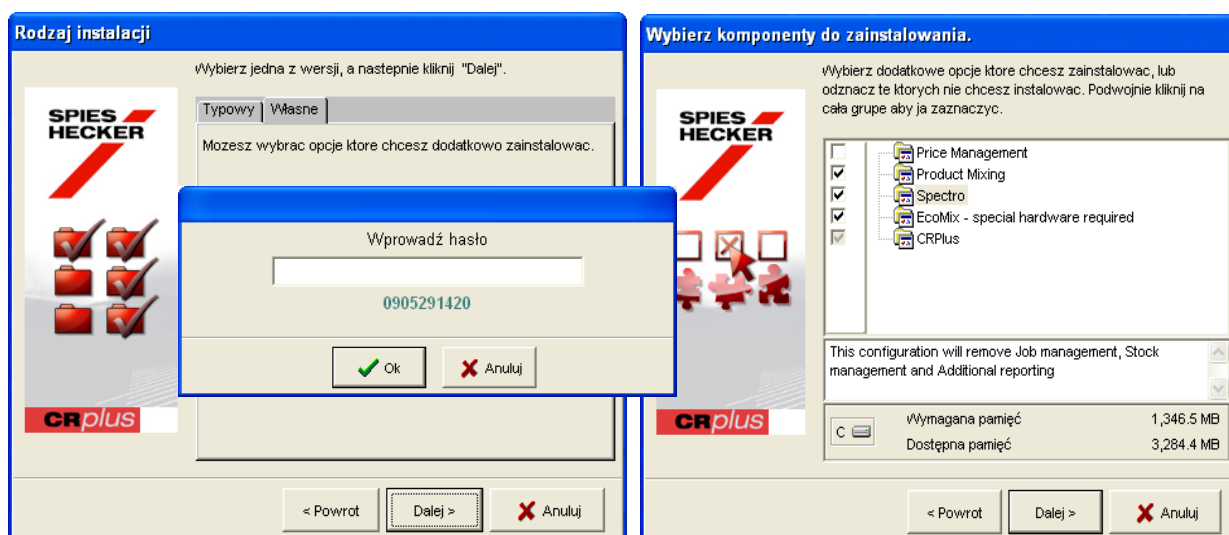 Rodzaj instalacji
Wybierz jedna z wersji, a nastepnie kliknij "Dalej".
SPIES
HECKER
Typowy
Własne
Mozesz wybrac opcje ktore chcesz dodatkowo zainstalowac.
Wprowadź hasło
0905291420
Ok
Anuluj
CRplus
< Powrot
Dalej >
Anuluj
Wybierz komponenty do zainstalowania.
Wybierz dodatkowe opcje ktore chcesz zainstalowac, lub
odznacz te ktorych nie chcesz instalowac. Podwojnie kliknij na
cała grupe aby ja zaznaczyc.
SPIES
HECKER
Price Management
Product Mixing
Spectro
EcoMix - special hardware required
CRPlus
This configuration will remove Job management, Stock
management and Additional reporting
CRplus
C
Wymagana pamięć 1,346.5 MB
Dostępna pamięć 3,284.4 MB
< Powrot
Dalej >
Anuluj